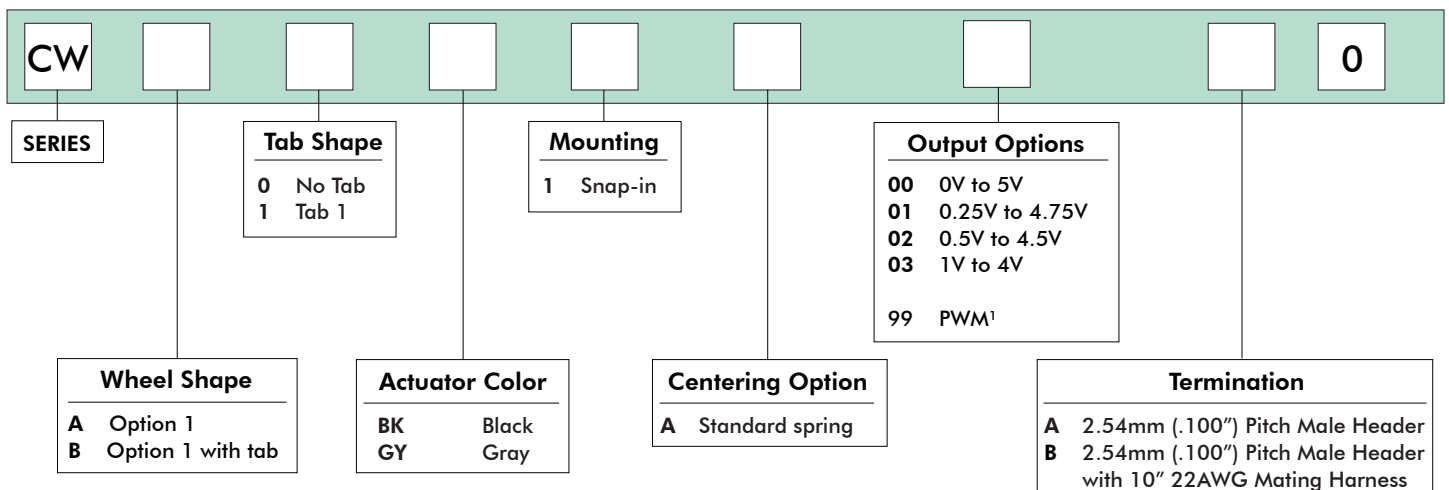 CW 0
SERIES
Tab Shape
0 No Tab
1 Tab 1
Mounting
1 Snap-in
Output Options
00 0V to 5V
01 0.25V to 4.75V
02 0.5V to 4.5V
03 1V to 4V
99 PWM¹
Wheel Shape
A Option 1
B Option 1 with tab
Actuator Color
BK Black
GY Gray
Centering Option
A Standard spring
Termination
A 2.54mm (.100”) Pitch Male Header
B 2.54mm (.100”) Pitch Male Header
with 10” 22AWG Mating Harness